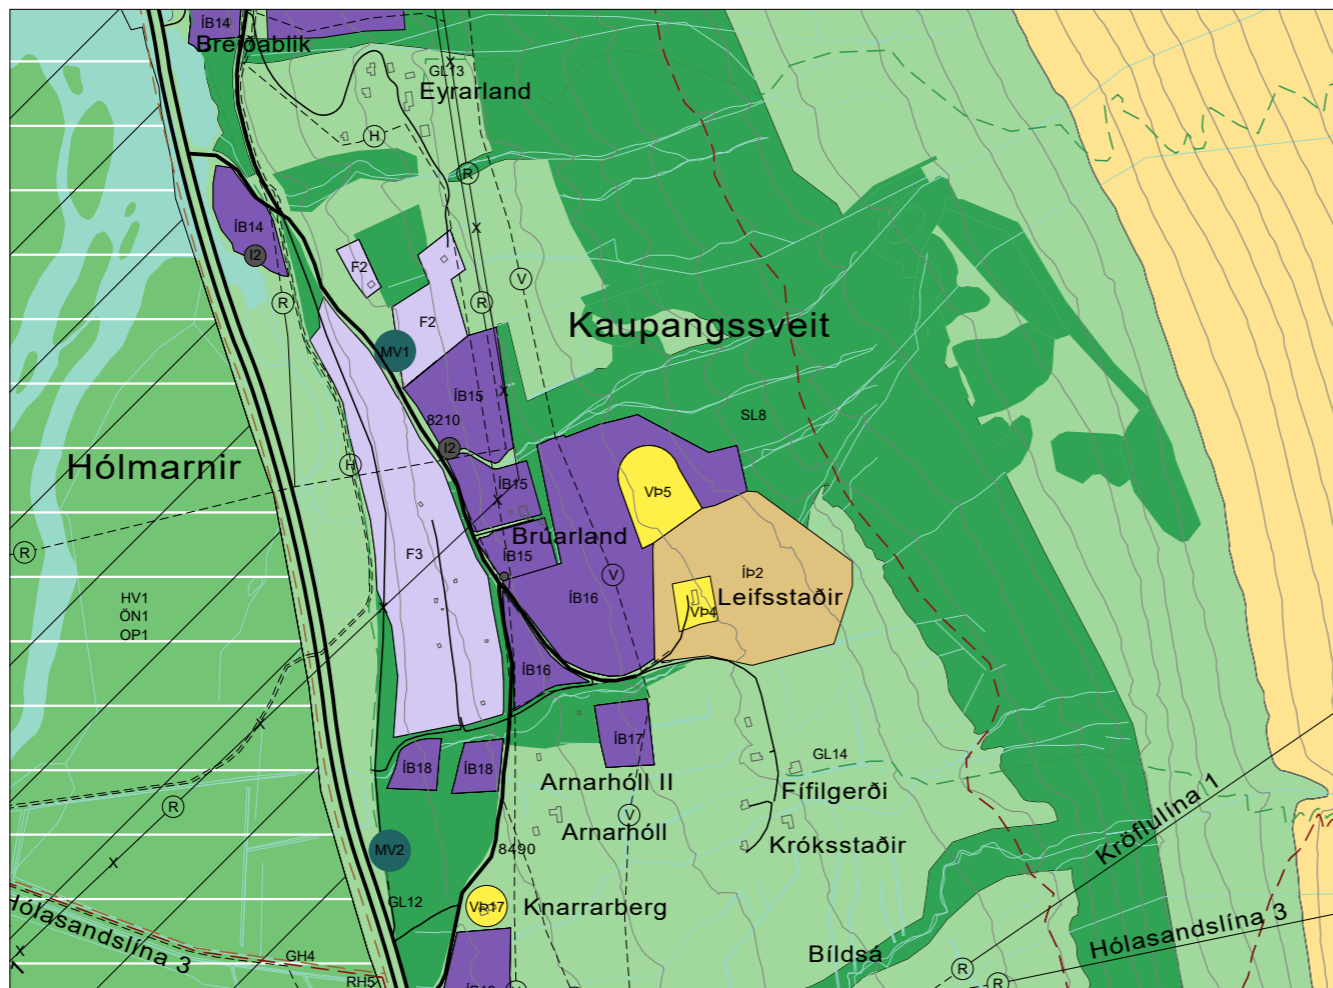 ÍB14
Breiðablik
GL13
X
Eyrarland
H
R
ÍB14
I2
X
F2
V
R
R
F2
Kaupangssveit
MV1
ÍB15
X
8210
SL8
I2
Hólmarnir
H
ÍB15
VÞ5
X
Brúarland
R
F3
ÍB15
ÍÞ2
V
HV1
ÍB16
Leifsstaðir
ÖN1
VÞ4
OP1
X
ÍB16
X
ÍB17
GL14
ÍB18
ÍB18
Arnarhóll II
Fífilgerði
Kröflulína 1
R
V
Arnarhóll
Króksstaðir
8490
MV2
X
GL12
VÞ17
Knarrarberg
Hólasandslína 3
Hólasandslína 3
X
Bíldsá
GH4
R
RH5
R